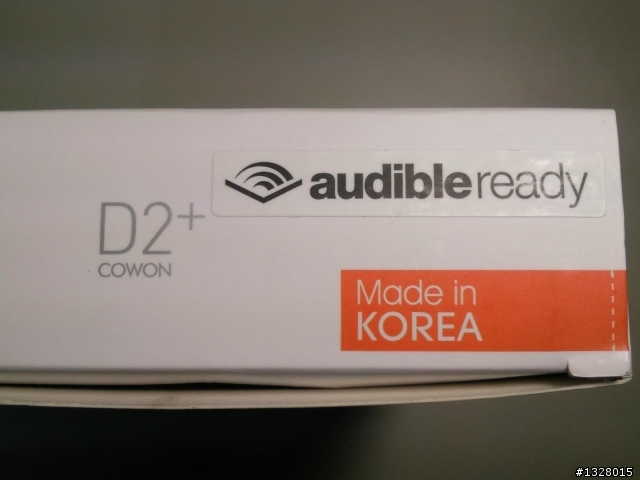 audibleready
D2+
COWON
Made in
KOREA
#1328015